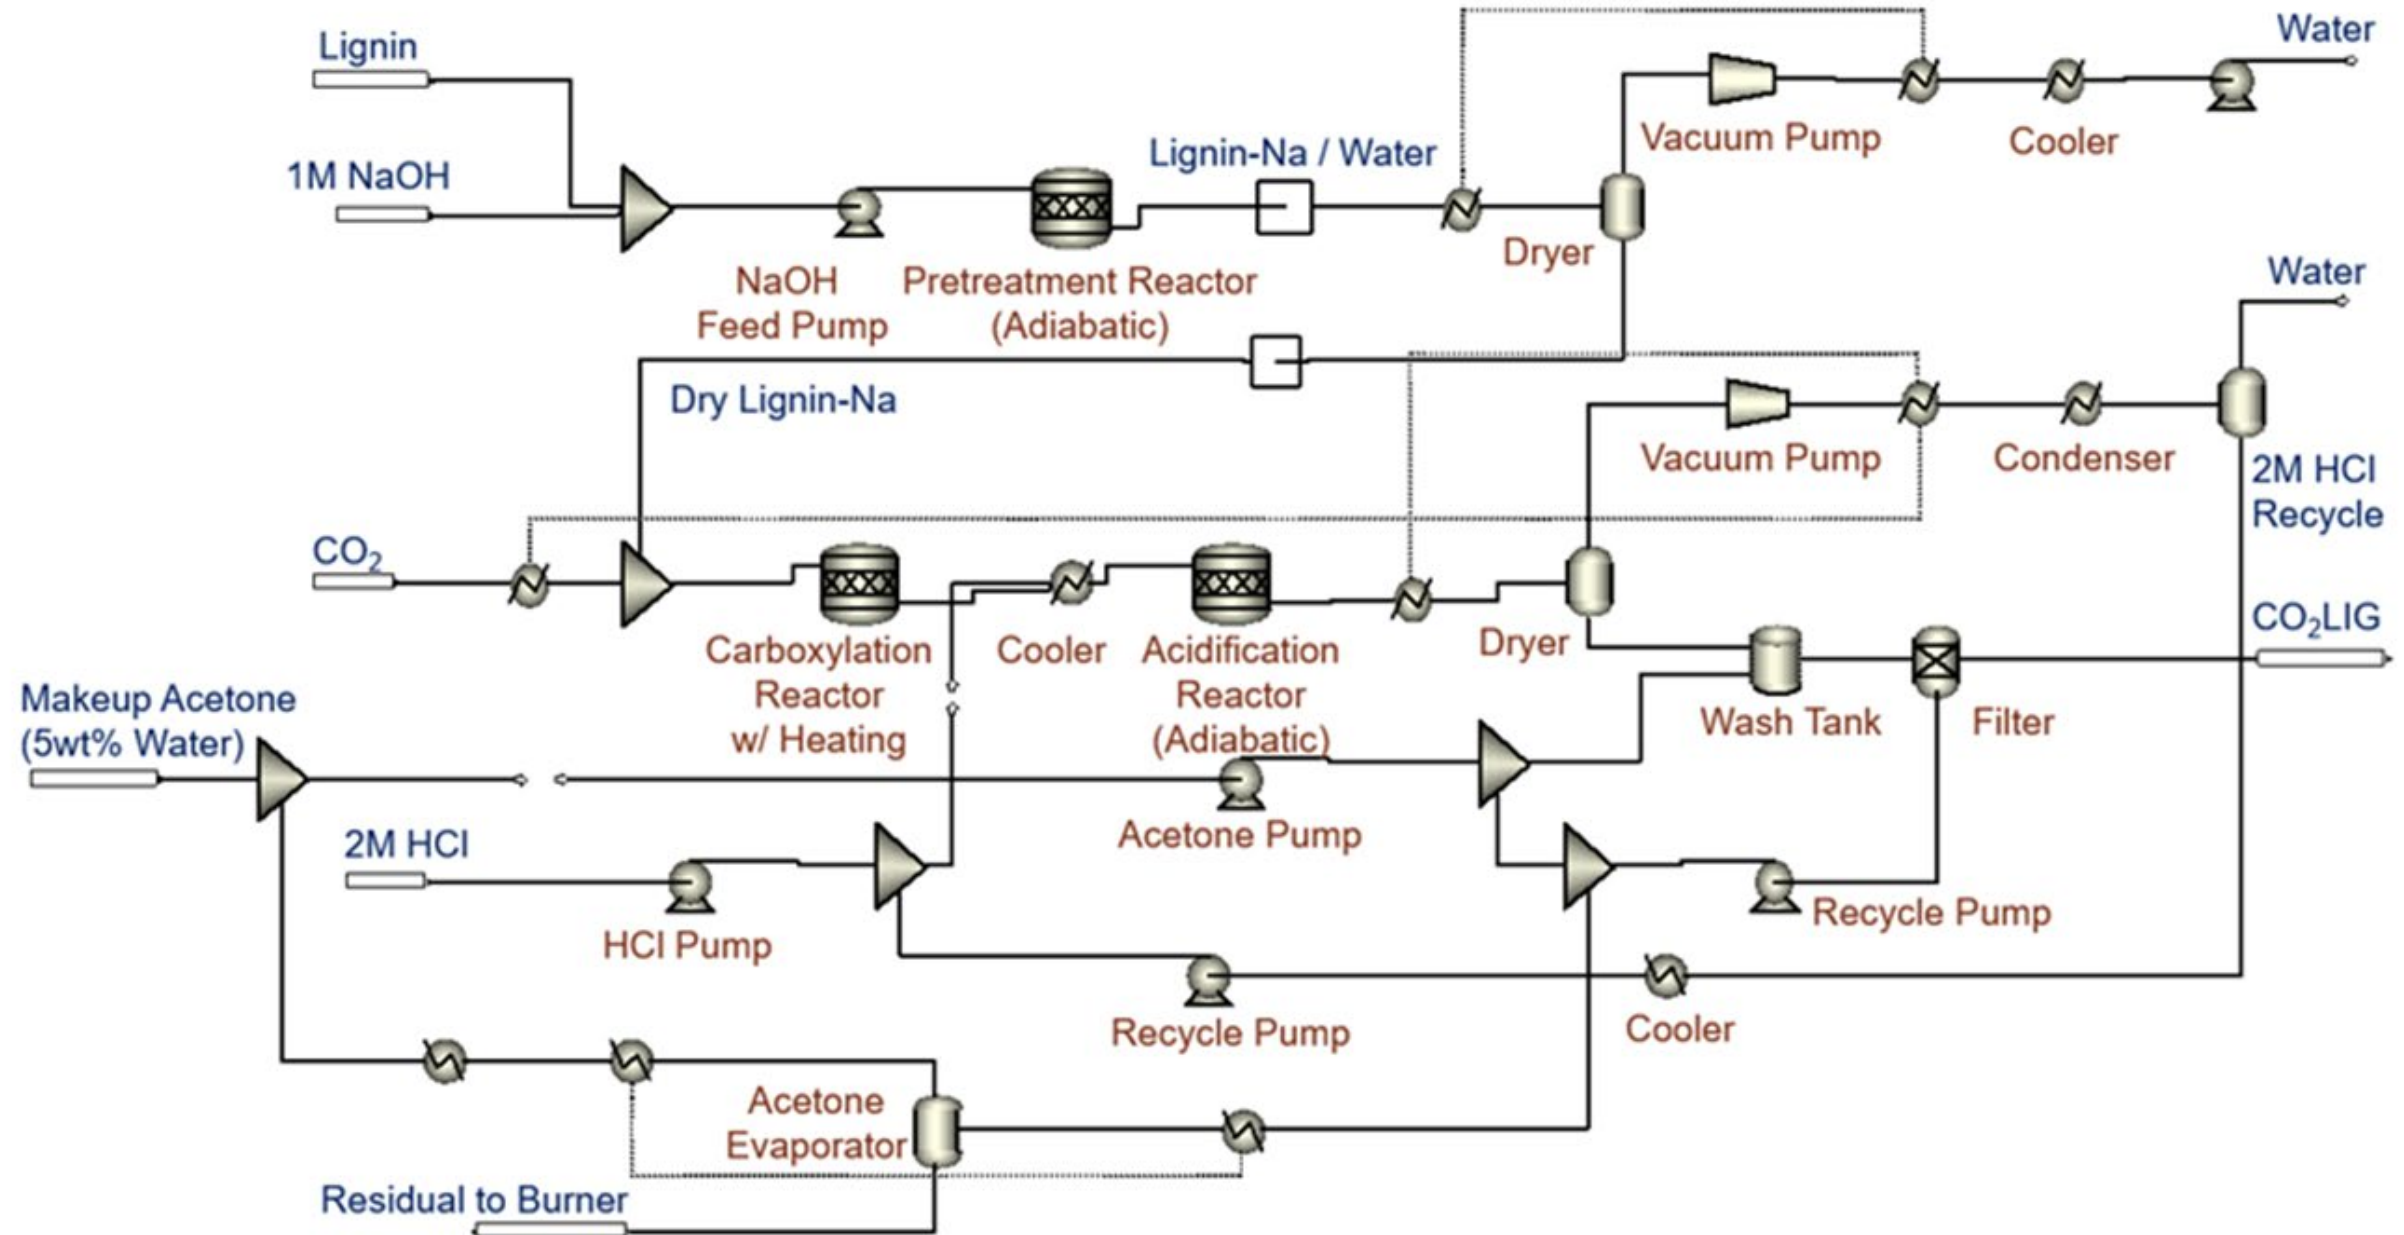 Lignin
Water
1M NaOH
Lignin-Na / Water
Vacuum Pump
Cooler
Dryer
NaOH
Feed Pump
Pretreatment Reactor
(Adiabatic)
Water
Dry Lignin-Na
Vacuum Pump
Condenser
2M HCl
Recycle
CO₂
Carboxylation
Reactor
w/ Heating
Cooler
Acidification
Reactor
(Adiabatic)
Dryer
CO₂LIG
Wash Tank
Filter
Makeup Acetone
(5wt% Water)
Acetone Pump
2M HCl
HCl Pump
Recycle Pump
Recycle Pump
Cooler
Acetone
Evaporator
Residual to Burner